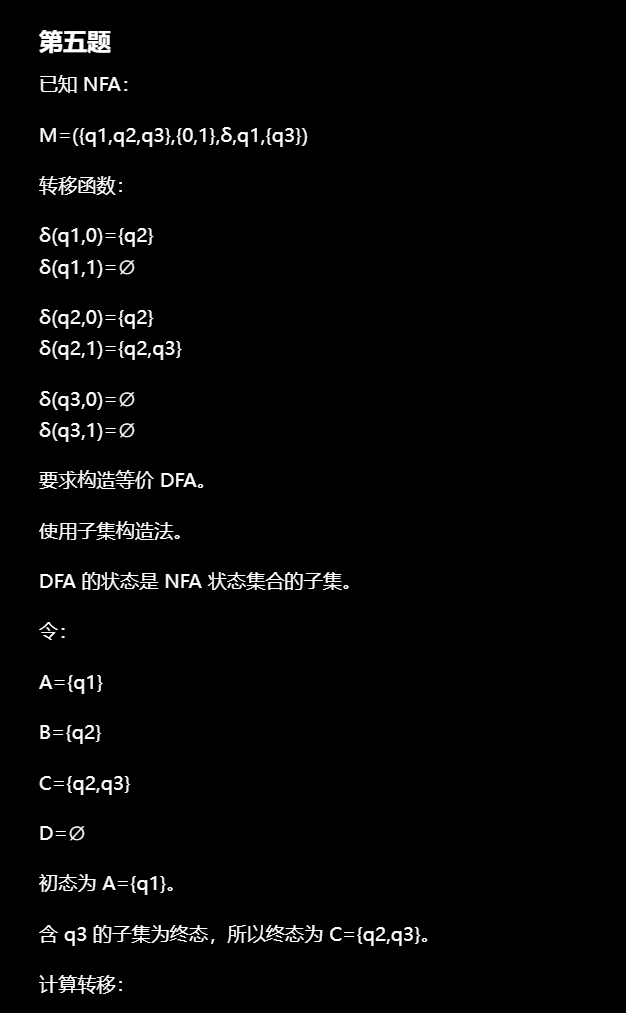 第五题
已知 NFA：
M=({q1,q2,q3},{0,1},δ,q1,{q3})
转移函数：
δ(q1,0)={q2}
δ(q1,1)=∅
δ(q2,0)={q2}
δ(q2,1)={q2,q3}
δ(q3,0)=∅
δ(q3,1)=∅
要求构造等价 DFA。
使用子集构造法。
DFA 的状态是 NFA 状态集合的子集。
令：
A={q1}
B={q2}
C={q2,q3}
D=∅
初态为 A={q1}。
含 q3 的子集为终态，所以终态为 C={q2,q3}。
计算转移：